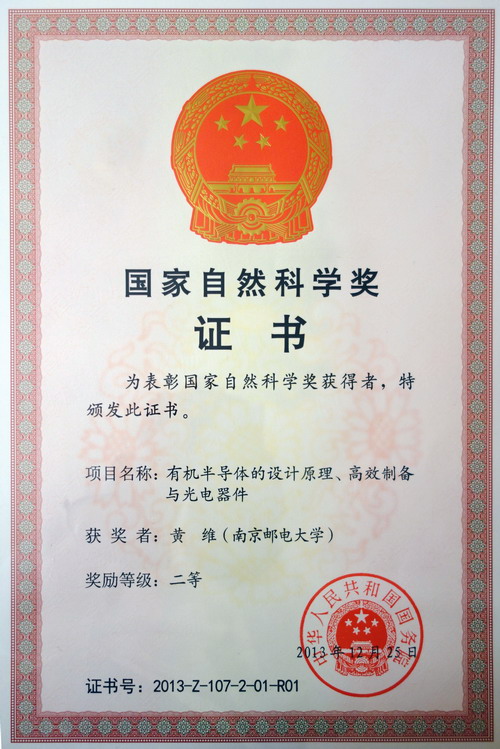 国家自然科学奖
证书
为表彰国家自然科学奖获得者，特
颁发此证书。
项目名称：有机半导体的设计原理、高效制备
与光电器件
获奖者：黄维（南京邮电大学）
奖励等级：二等
中华人民共和国国务院
2013年12月25日
证书号：2013-Z-107-2-01-R01